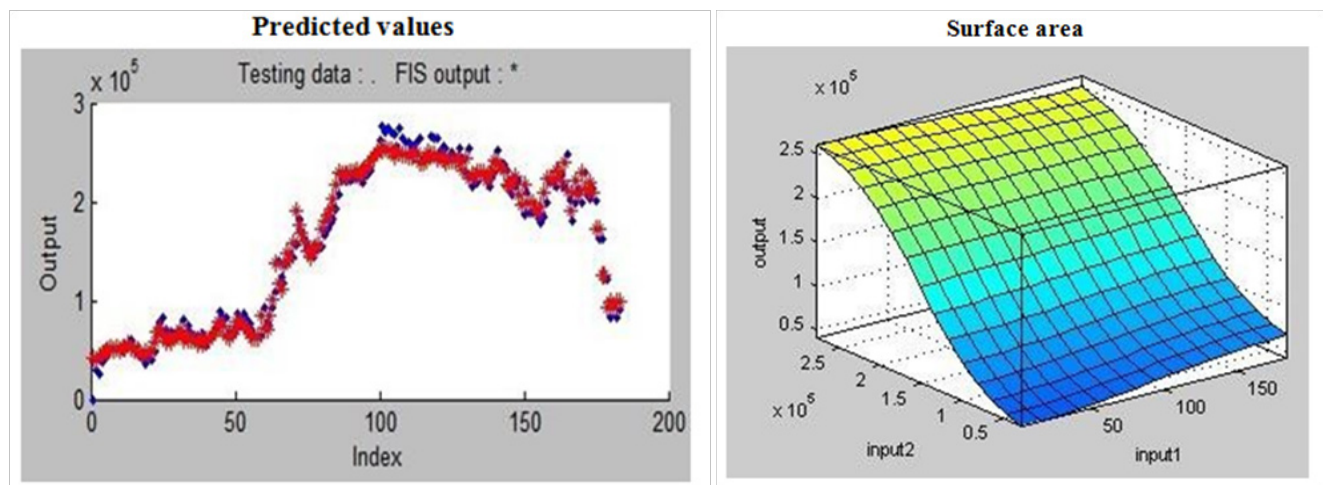 Predicted values
x 10^5
Testing data : .   FIS output : *
3
2
1
0
Output
0 50 100 150 200
Index
Surface area
x 10^5
2.5
2
1.5
1
0.5
output
2.5
2
1.5
1
0.5
x 10^5
input2
50
100
150
input1